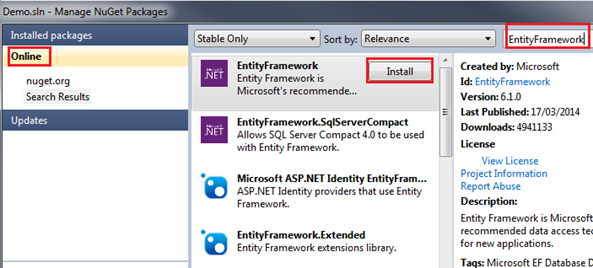 Demo.sln - Manage NuGet Packages
Installed packages
Online
nuget.org
Search Results
Updates
Stable Only
Sort by: Relevance
EntityFramework
.NET
EntityFramework
Entity Framework is
Microsoft's recommende...
Install
.NET
EntityFramework.SqlServerCompact
Allows SQL Server Compact 4.0 to be used
with Entity Framework.
Microsoft ASP.NET Identity EntityFram...
ASP.NET Identity providers that use Entity
Framework.
EntityFramework.Extended
Entity Framework extensions library.
Created by: Microsoft
Id: EntityFramework
Version: 6.1.0
Last Published: 17/03/2014
Downloads: 4941133
License
View License
Project Information
Report Abuse
Description:
Entity Framework is Microsoft
recommended data access tec
for new applications.
Tags: Microsoft EF Database D